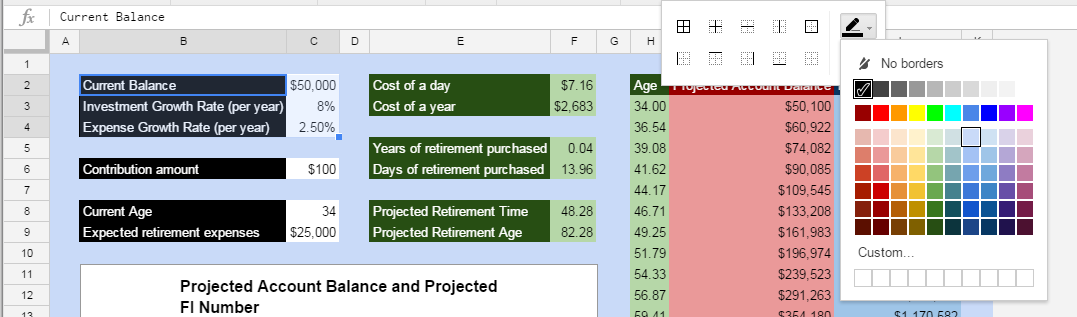 fx Current Balance
A B C D E F G H
No borders
1
2 Current Balance $50,000 Cost of a day $7.16 Age Projected Account Balance
3 Investment Growth Rate (per year) 8% Cost of a year $2,683 34.00 $50,100
4 Expense Growth Rate (per year) 2.50% 36.54 $60,922
5 Years of retirement purchased 0.04 39.08 $74,082
6 Contribution amount $100 Days of retirement purchased 13.96 41.62 $90,085
7 44.17 $109,545
8 Current Age 34 Projected Retirement Time 48.28 46.71 $133,208
9 Expected retirement expenses $25,000 Projected Retirement Age 82.28 49.25 $161,983
10 51.79 $196,974
Custom...
11 54.33 $239,523
Projected Account Balance and Projected
12 56.87 $291,263
FI Number
13 59.41 $354,180 $1,170,582